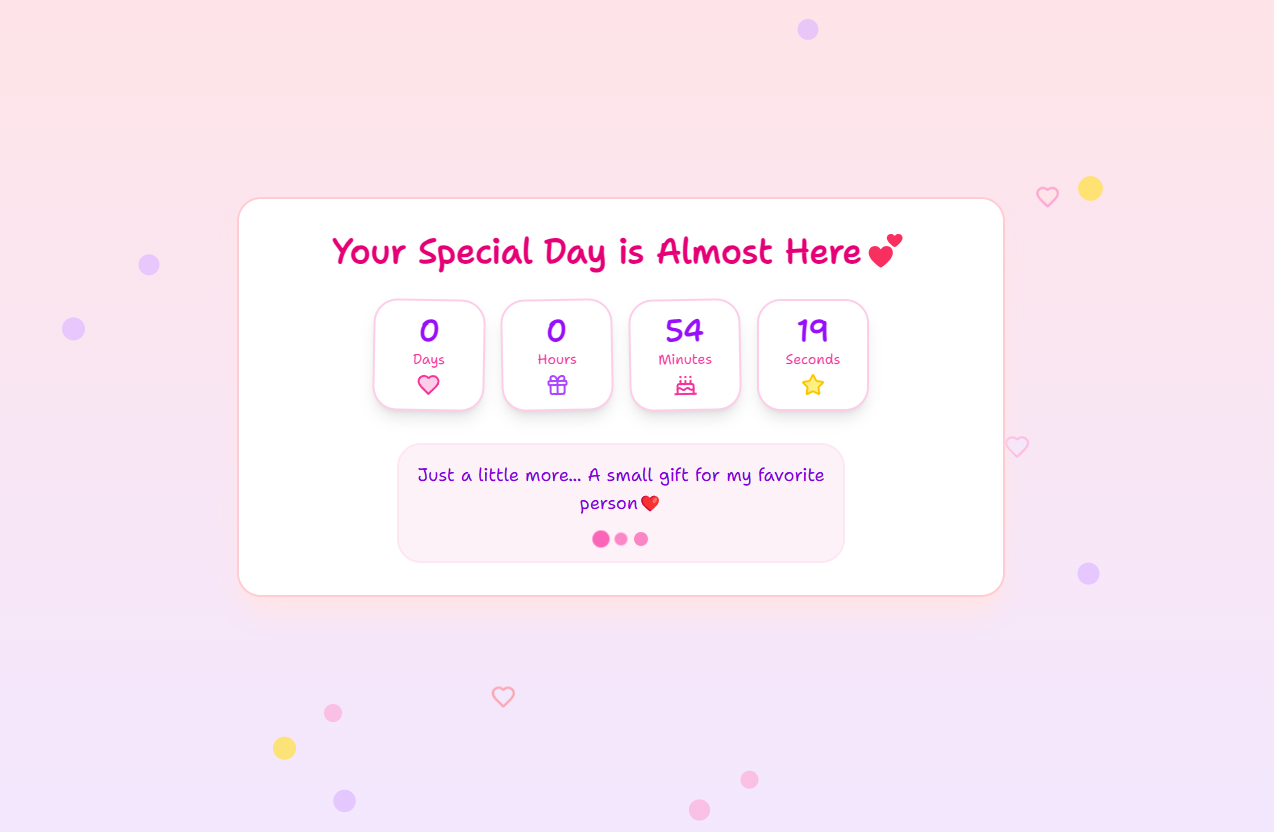 Your Special Day is Almost Here💕
0 0 54 19
Days Hours Minutes Seconds
Just a little more... A small gift for my favorite
person❤️